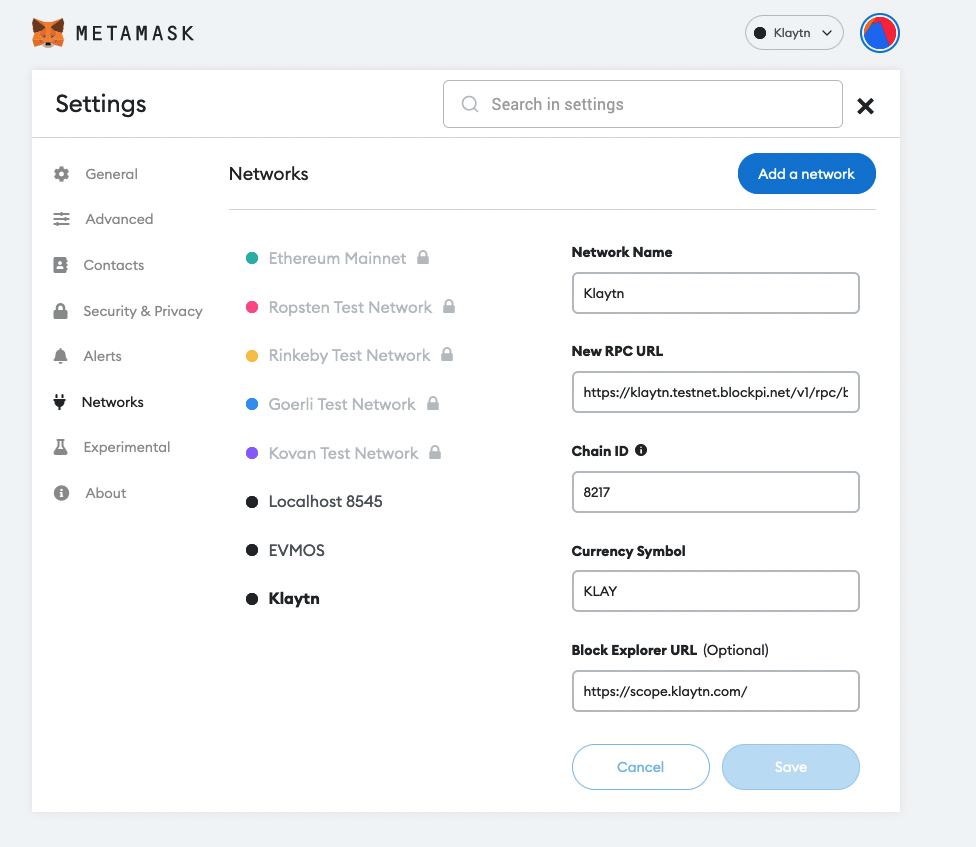 METAMASK
Klaytn
Settings
Search in settings
General
Advanced
Contacts
Security & Privacy
Alerts
Networks
Experimental
About
Networks
Add a network
Ethereum Mainnet
Ropsten Test Network
Rinkeby Test Network
Goerli Test Network
Kovan Test Network
Localhost 8545
EVMOS
Klaytn
Network Name
Klaytn
New RPC URL
https://klaytn.testnet.blockpi.net/v1/rpc/
Chain ID
8217
Currency Symbol
KLAY
Block Explorer URL (Optional)
https://scope.klaytn.com/
Cancel
Save